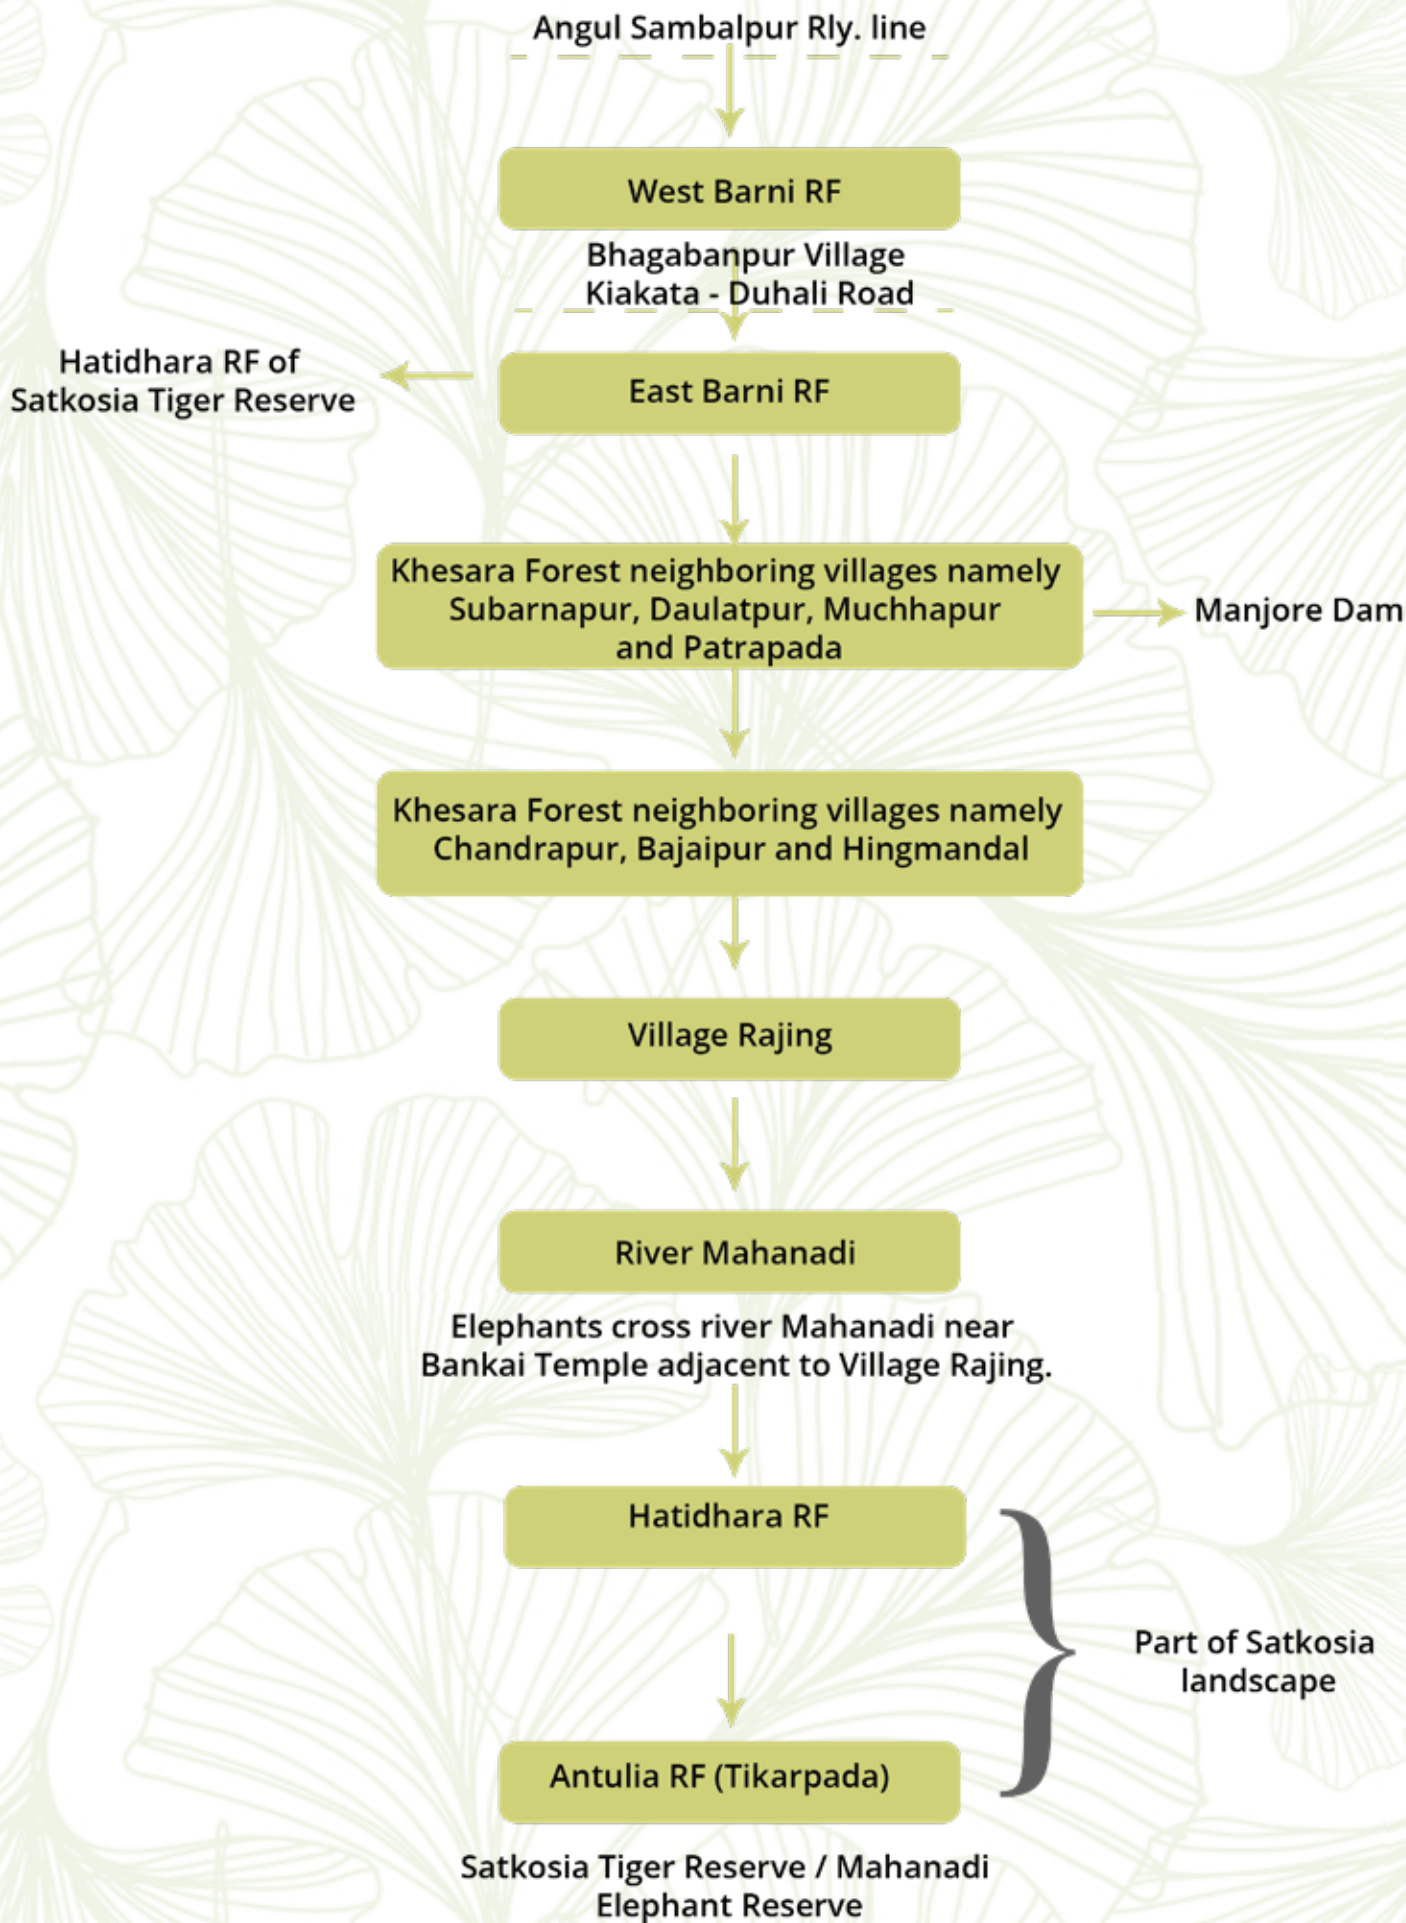 Angul Sambalpur Rly. line
West Barni RF
Bhagabanpur Village
Kiakata - Duhali Road
Hatidhara RF of
Satkosia Tiger Reserve
East Barni RF
Khesara Forest neighboring villages namely
Subarnapur, Daulatpur, Muchhapur
and Patrapada
Manjore Dam
Khesara Forest neighboring villages namely
Chandrapur, Bajaipur and Hingmandal
Village Rajing
River Mahanadi
Elephants cross river Mahanadi near
Bankai Temple adjacent to Village Rajing.
Hatidhara RF
Part of Satkosia
landscape
Antulia RF (Tikarpada)
Satkosia Tiger Reserve / Mahanadi
Elephant Reserve